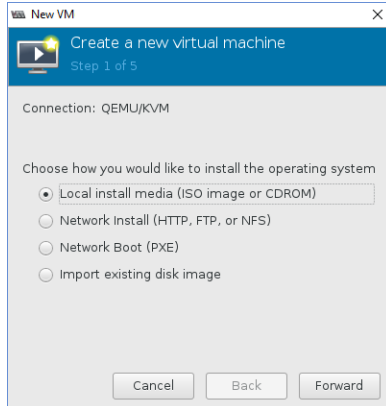 New VM
Create a new virtual machine
Step 1 of 5
Connection: QEMU/KVM
Choose how you would like to install the operating system
Local install media (ISO image or CDROM)
Network Install (HTTP, FTP, or NFS)
Network Boot (PXE)
Import existing disk image
Cancel Back Forward